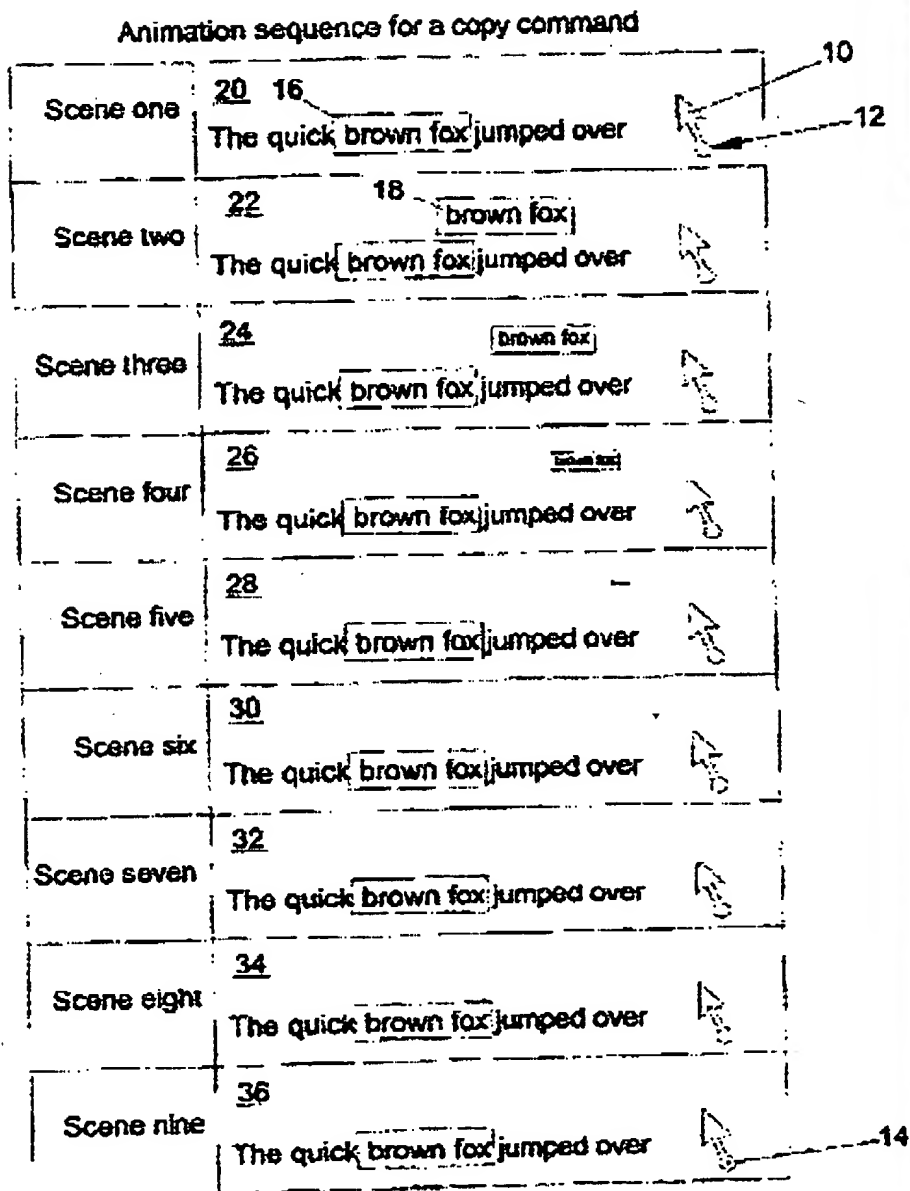 Animation sequence for a copy command
10
Scene one
20 16
The quick brown fox jumped over
12
Scene two
22
18
brown fox
The quick brown fox jumped over
Scene three
24
brown fox
The quick brown fox jumped over
Scene four
26
brown fox
The quick brown fox jumped over
Scene five
28
The quick brown fox jumped over
Scene six
30
The quick brown fox jumped over
Scene seven
32
The quick brown fox jumped over
Scene eight
34
The quick brown fox jumped over
Scene nine
36
The quick brown fox jumped over
14